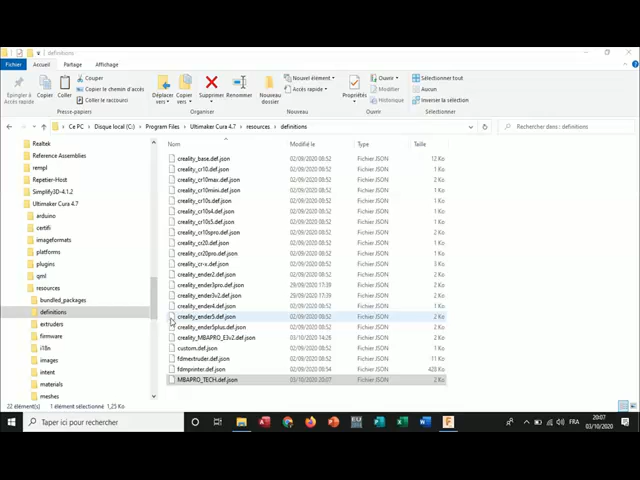 definitions
Fichier Accueil Partage Affichage
Épingler à Accès rapide
Copier
Coller
Couper
Copier le chemin d'accès
Coller le raccourci
Déplacer vers
Copier vers
Supprimer
Renommer
Nouveau dossier
Nouvel élément
Accès rapide
Propriétés
Ouvrir
Modifier
Historique
Sélectionner tout
Aucun
Inverser la sélection
Presse-papiers Organiser Nouveau Ouvrir Sélectionner
Ce PC > Disque local (C:) > Program Files > Ultimaker Cura 4.7 > resources > definitions
Rechercher dans : definitions
Nom Modifié le Type Taille
Realtek
Reference Assemblies
rempl
Repetier-Host
Simplify3D-4.1.2
Ultimaker Cura 4.7
arduino
certifi
imageformats
platforms
plugins
qml
resources
bundled_packages
definitions
extruders
firmware
i18n
images
intent
materials
meshes
creality_base.def.json 02/09/2020 08:52 Fichier JSON 12 Ko
creality_cr10.def.json 02/09/2020 08:52 Fichier JSON 1 Ko
creality_cr10max.def.json 02/09/2020 08:52 Fichier JSON 2 Ko
creality_cr10mini.def.json 02/09/2020 08:52 Fichier JSON 1 Ko
creality_cr10s.def.json 02/09/2020 08:52 Fichier JSON 1 Ko
creality_cr10s4.def.json 02/09/2020 08:52 Fichier JSON 1 Ko
creality_cr10s5.def.json 02/09/2020 08:52 Fichier JSON 1 Ko
creality_cr10spro.def.json 02/09/2020 08:52 Fichier JSON 1 Ko
creality_cr20.def.json 02/09/2020 08:52 Fichier JSON 1 Ko
creality_cr20pro.def.json 02/09/2020 08:52 Fichier JSON 1 Ko
creality_cr-x.def.json 02/09/2020 08:52 Fichier JSON 3 Ko
creality_ender2.def.json 02/09/2020 08:52 Fichier JSON 1 Ko
creality_ender3pro.def.json 29/09/2020 17:39 Fichier JSON 2 Ko
creality_ender3v2.def.json 29/09/2020 17:39 Fichier JSON 2 Ko
creality_ender4.def.json 02/09/2020 08:52 Fichier JSON 1 Ko
creality_ender5.def.json 02/09/2020 08:52 Fichier JSON 2 Ko
creality_ender5plus.def.json 02/09/2020 08:52 Fichier JSON 2 Ko
creality_MBAPRO_E3v2.def.json 03/10/2020 14:26 Fichier JSON 2 Ko
custom.def.json 02/09/2020 08:52 Fichier JSON 1 Ko
fdmextruder.def.json 02/09/2020 08:52 Fichier JSON 11 Ko
fdmprinter.def.json 02/09/2020 08:54 Fichier JSON 428 Ko
MBAPRO_TECH.def.json 03/10/2020 20:07 Fichier JSON 2 Ko
22 élément(s) 1 élément sélectionné 1,25 Ko
Taper ici pour rechercher
FRA
20:07
03/10/2020